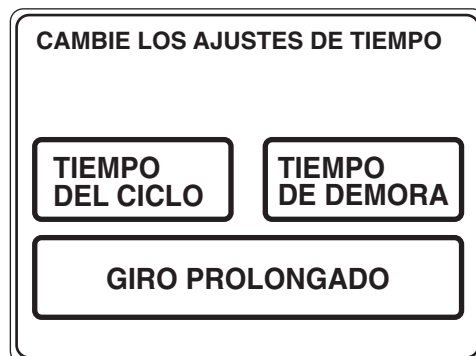 CAMBIE LOS AJUSTES DE TIEMPO
TIEMPO
DEL CICLO
TIEMPO
DE DEMORA
GIRO PROLONGADO